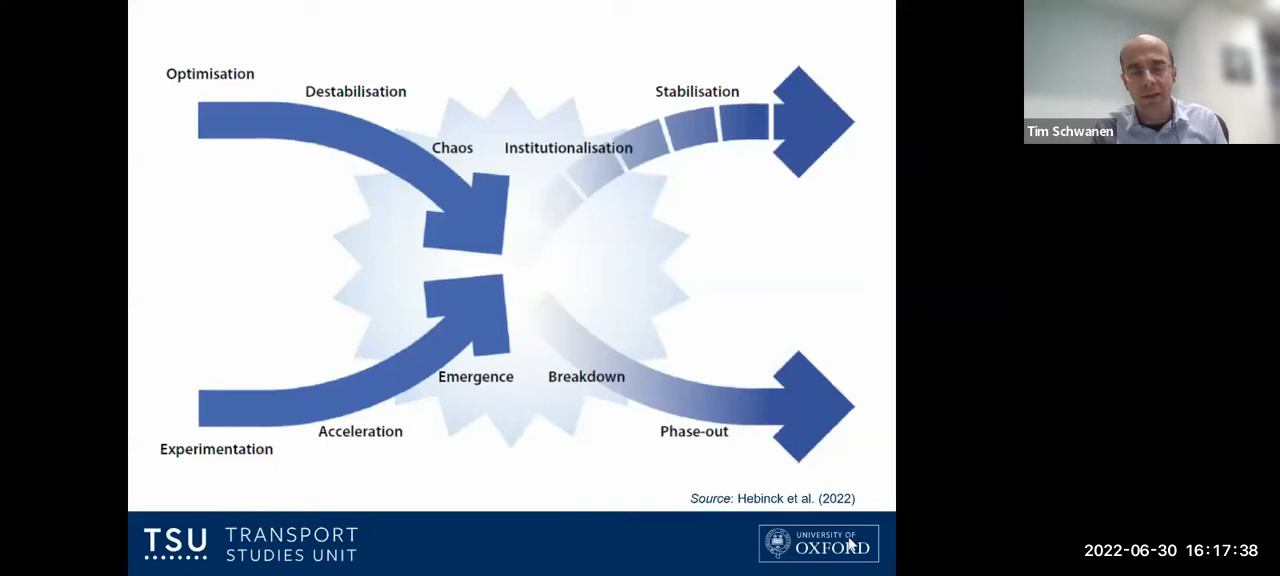 Optimisation
Destabilisation
Stabilisation
Chaos
Institutionalisation
Emergence
Breakdown
Acceleration
Phase-out
Experimentation
Source: Hebinck et al. (2022)
TSU TRANSPORT
STUDIES UNIT
UNIVERSITY OF
OXFORD
Tim Schwanen
2022-06-30 16:17:38